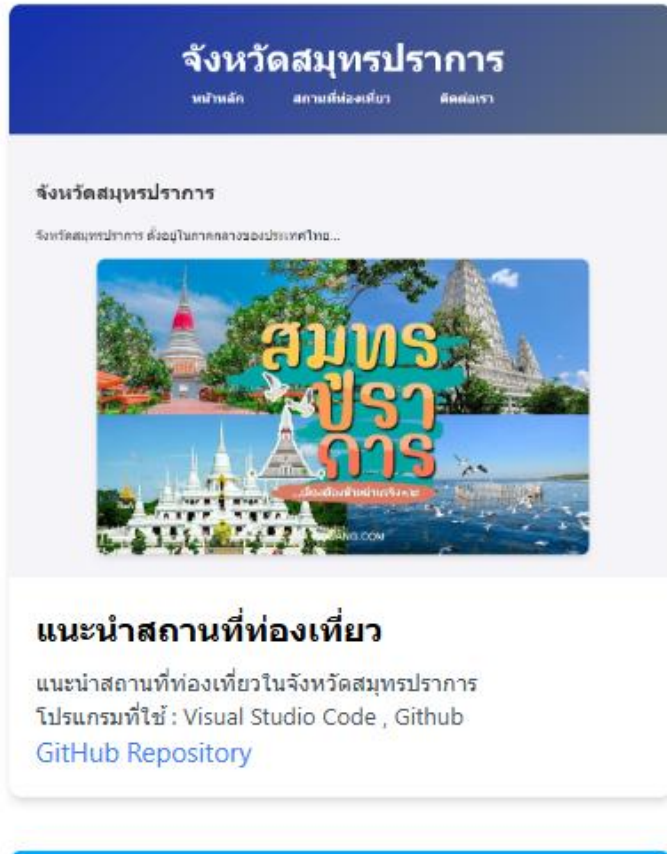 จังหวัดสมุทรปราการ
หน้าหลัก สถานที่ท่องเที่ยว ติดต่อเรา
จังหวัดสมุทรปราการ
จังหวัดสมุทรปราการ ตั้งอยู่ในภาคกลางของประเทศไทย...
สมุทร
ปรา
การ
แนะนำสถานที่ท่องเที่ยว
แนะนำสถานที่ท่องเที่ยวในจังหวัดสมุทรปราการ
โปรแกรมที่ใช้ : Visual Studio Code , Github
GitHub Repository